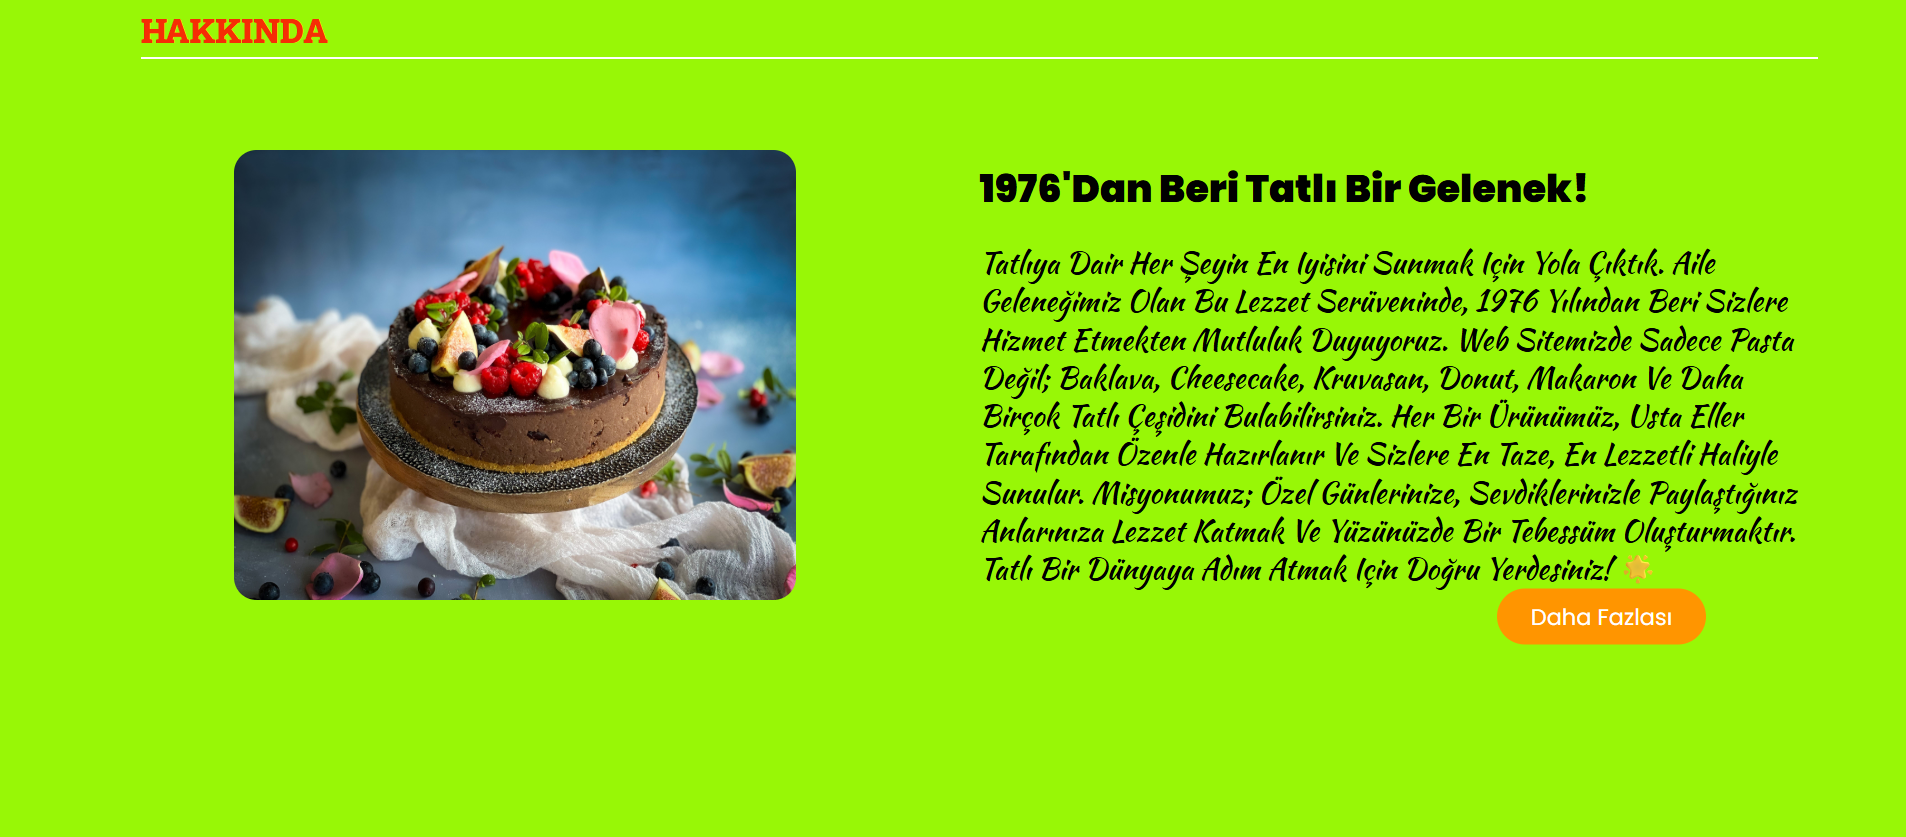 HAKKINDA
1976'Dan Beri Tatlı Bir Gelenek!
Tatlıya Dair Her Şeyin En Iyisini Sunmak Için Yola Çıktık. Aile
Geleneğimiz Olan Bu Lezzet Serüveninde, 1976 Yılından Beri Sizlere
Hizmet Etmekten Mutluluk Duyuyoruz. Web Sitemizde Sadece Pasta
Değil; Baklava, Cheesecake, Kruvasan, Donut, Makaron Ve Daha
Birçok Tatlı Çeşidini Bulabilirsiniz. Her Bir Ürünümüz, Usta Eller
Tarafından Özenle Hazırlanır Ve Sizlere En Taze, En Lezzetli Haliyle
Sunulur. Misyonumuz; Özel Günlerinize, Sevdiklerinizle Paylaştığınız
Anlarınıza Lezzet Katmak Ve Yüzünüzde Bir Tebessüm Oluşturmaktır.
Tatlı Bir Dünyaya Adım Atmak Için Doğru Yerdesiniz! 🌟
Daha Fazlası